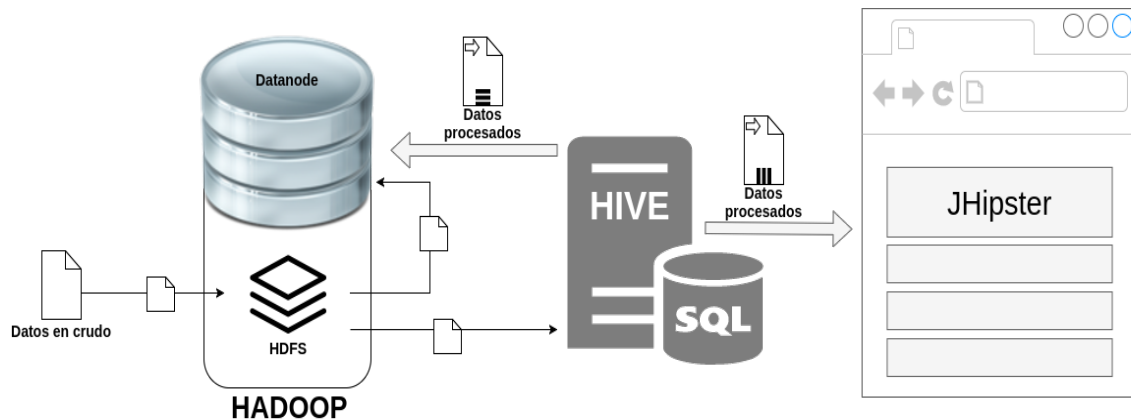 Datanode
Datos
procesados
HIVE
SQL
Datos
procesados
JHipster
Datos en crudo
HDFS
HADOOP